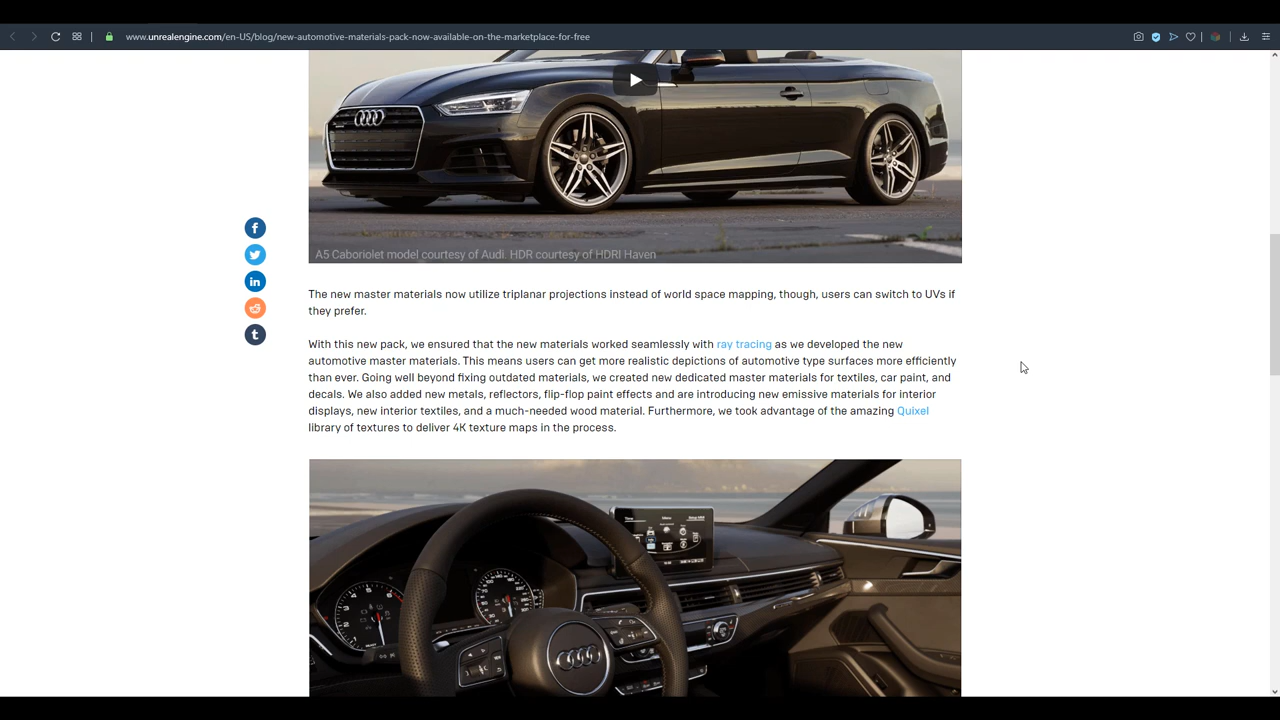 www.unrealengine.com/en-US/blog/new-automotive-materials-pack-now-available-on-the-marketplace-for-free
A5 Caboriolet model courtesy of Audi. HDR courtesy of HDRI Haven
The new master materials now utilize triplanar projections instead of world space mapping, though, users can switch to UVs if
they prefer.
With this new pack, we ensured that the new materials worked seamlessly with ray tracing as we developed the new
automotive master materials. This means users can get more realistic depictions of automotive type surfaces more efficiently
than ever. Going well beyond fixing outdated materials, we created new dedicated master materials for textiles, car paint, and
decals. We also added new metals, reflectors, flip-flop paint effects and are introducing new emissive materials for interior
displays, new interior textiles, and a much-needed wood material. Furthermore, we took advantage of the amazing Quixel
library of textures to deliver 4K texture maps in the process.